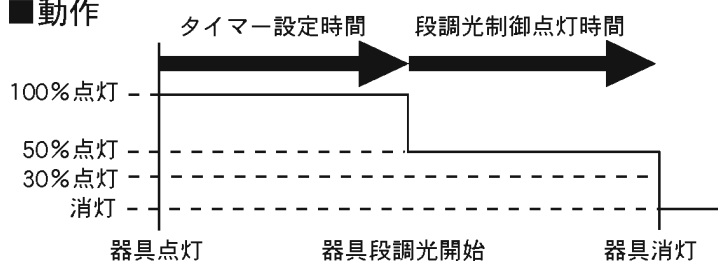 ■動作
タイマー設定時間 段調光制御点灯時間
100%点灯
50%点灯
30%点灯
消灯
器具点灯 器具段調光開始 器具消灯